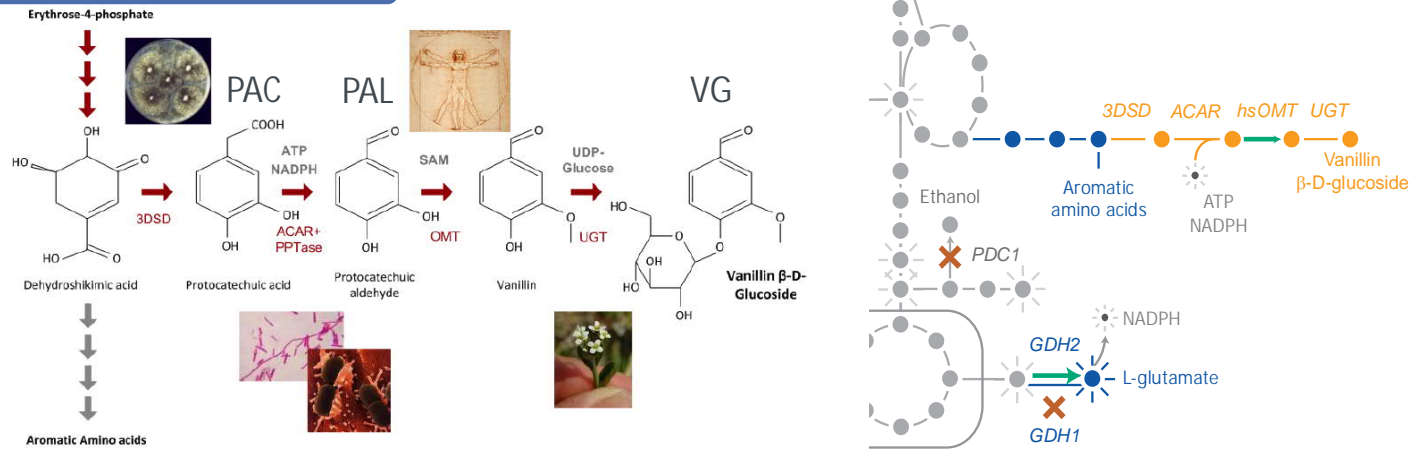 Erythrose-4-phosphate
PAC
PAL
VG
OH
HO
O
HO
O
Dehydroshikimic acid
3DSD
COOH
OH
OH
Protocatechuic acid
ATP
NADPH
ACAR+
PPTase
O
OH
OH
Protocatechuic
aldehyde
SAM
OMT
O
O
OH
Vanillin
UDP-
Glucose
UGT
O
O
O
HO
O
OH
HO
OH
OH
Vanillin β-D-
Glucoside
Aromatic Amino acids
3DSD
ACAR
hsOMT
UGT
Vanillin
β-D-glucoside
Aromatic
amino acids
ATP
NADPH
Ethanol
PDC1
NADPH
GDH2
L-glutamate
GDH1